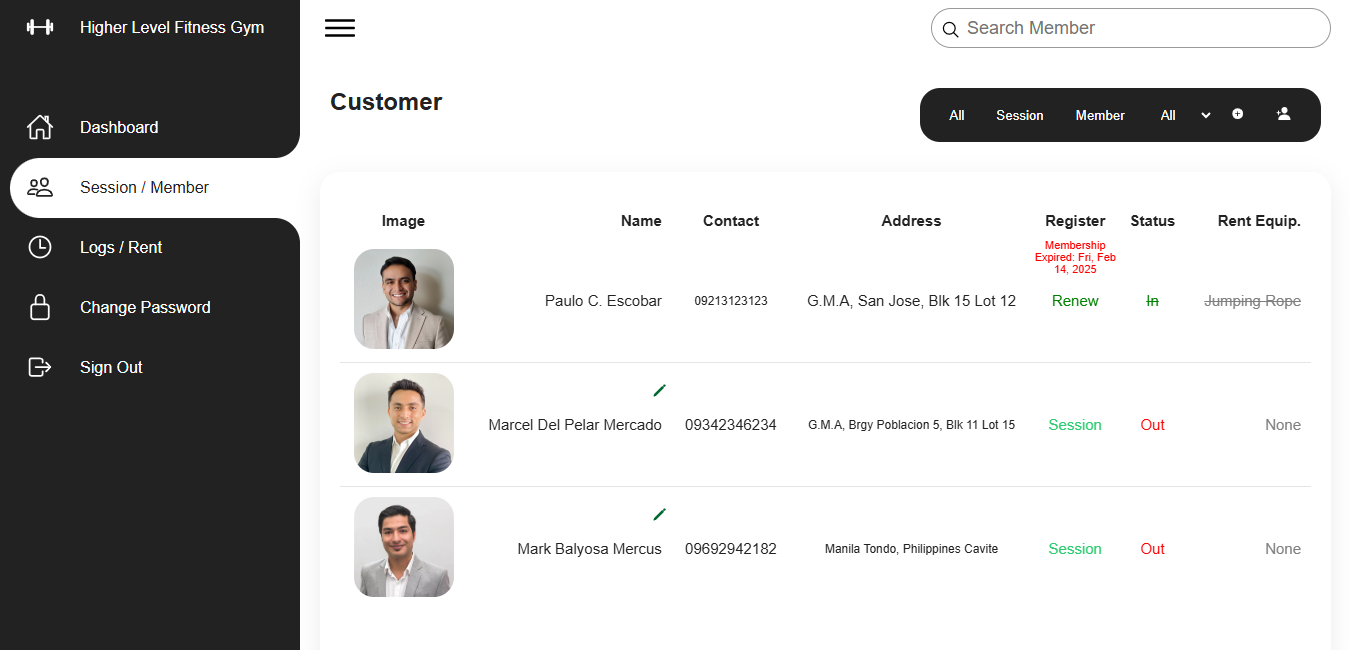 Higher Level Fitness Gym
Search Member
Customer
Dashboard
All Session Member All
Session / Member
Image Name Contact Address Register Status Rent Equip.
Logs / Rent
Membership
Expired: Fri, Feb
14, 2025
Paulo C. Escobar 09213123123 G.M.A, San Jose, Blk 15 Lot 12 Renew In Jumping Rope
Change Password
Sign Out
Marcel Del Pelar Mercado 09342346234 G.M.A, Brgy Poblacion 5, Blk 11 Lot 15 Session Out None
Mark Balyosa Mercus 09692942182 Manila Tondo, Philippines Cavite Session Out None